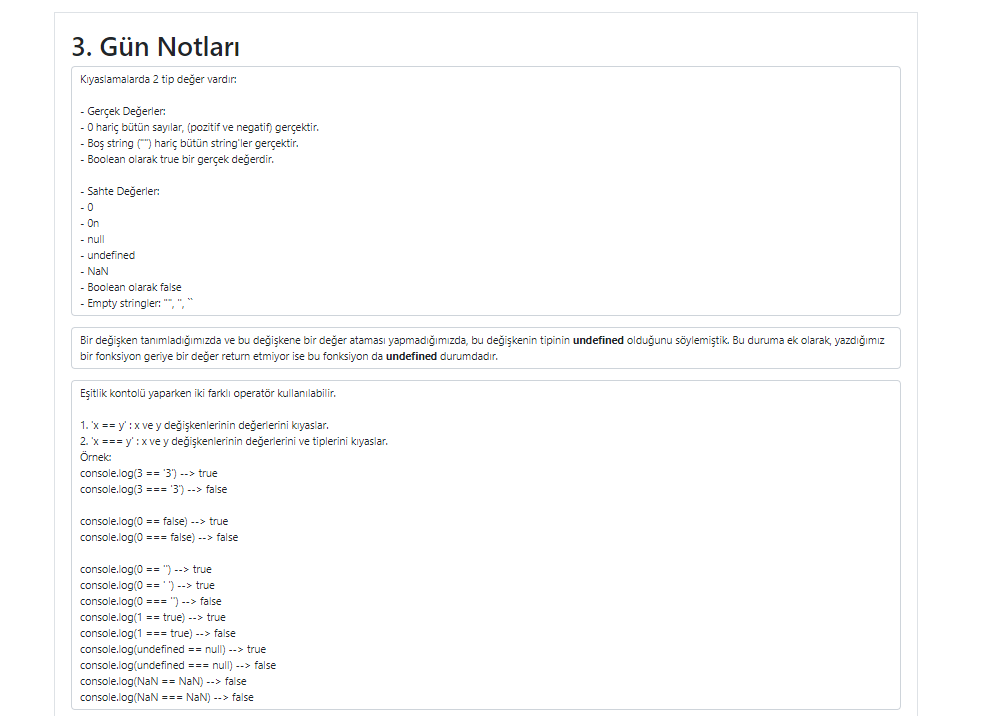 3. Gün Notları
Kıyaslamalarda 2 tip değer vardır:
- Gerçek Değerler:
- 0 hariç bütün sayılar, (pozitif ve negatif) gerçektir.
- Boş string ("") hariç bütün string'ler gerçektir.
- Boolean olarak true bir gerçek değerdir.
- Sahte Değerler:
- 0
- 0n
- null
- undefined
- NaN
- Boolean olarak false
- Empty stringler: "", '', ``
Bir değişken tanımladığımızda ve bu değişkene bir değer ataması yapmadığımızda, bu değişkenin tipinin undefined olduğunu söylemiştik. Bu duruma ek olarak, yazdığımız
bir fonksiyon geriye bir değer return etmiyor ise bu fonksiyon da undefined durumdadır.
Eşitlik kontolü yaparken iki farklı operatör kullanılabilir.
1. 'x == y' : x ve y değişkenlerinin değerlerini kıyaslar.
2. 'x === y' : x ve y değişkenlerinin değerlerini ve tiplerini kıyaslar.
Örnek:
console.log(3 == '3') --> true
console.log(3 === '3') --> false
console.log(0 == false) --> true
console.log(0 === false) --> false
console.log(0 == '') --> true
console.log(0 == ' ') --> true
console.log(0 === '') --> false
console.log(1 == true) --> true
console.log(1 === true) --> false
console.log(undefined == null) --> true
console.log(undefined === null) --> false
console.log(NaN == NaN) --> false
console.log(NaN === NaN) --> false